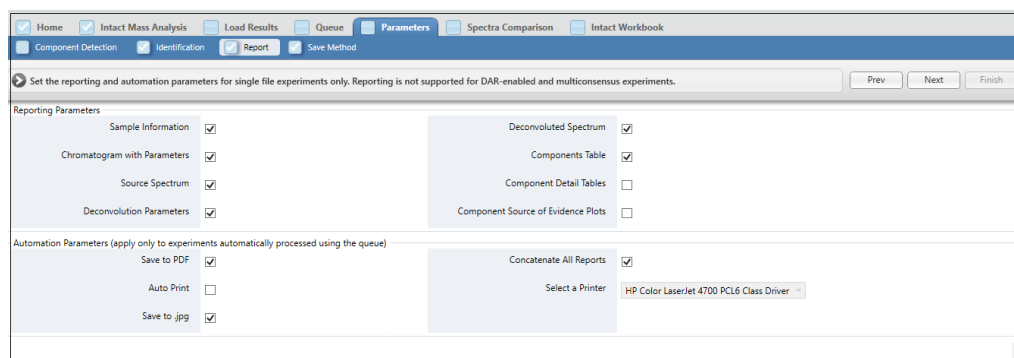 Home Intact Mass Analysis Load Results Queue Parameters Spectra Comparison Intact Workbook
Component Detection Identification Report Save Method
Set the reporting and automation parameters for single file experiments only. Reporting is not supported for DAR-enabled and multiconsensus experiments. Prev Next Finish
Reporting Parameters
Sample Information Deconvoluted Spectrum
Chromatogram with Parameters Components Table
Source Spectrum Component Detail Tables
Deconvolution Parameters Component Source of Evidence Plots
Automation Parameters (apply only to experiments automatically processed using the queue)
Save to PDF Concatenate All Reports
Auto Print Select a Printer HP Color LaserJet 4700 PCL6 Class Driver
Save to .jpg